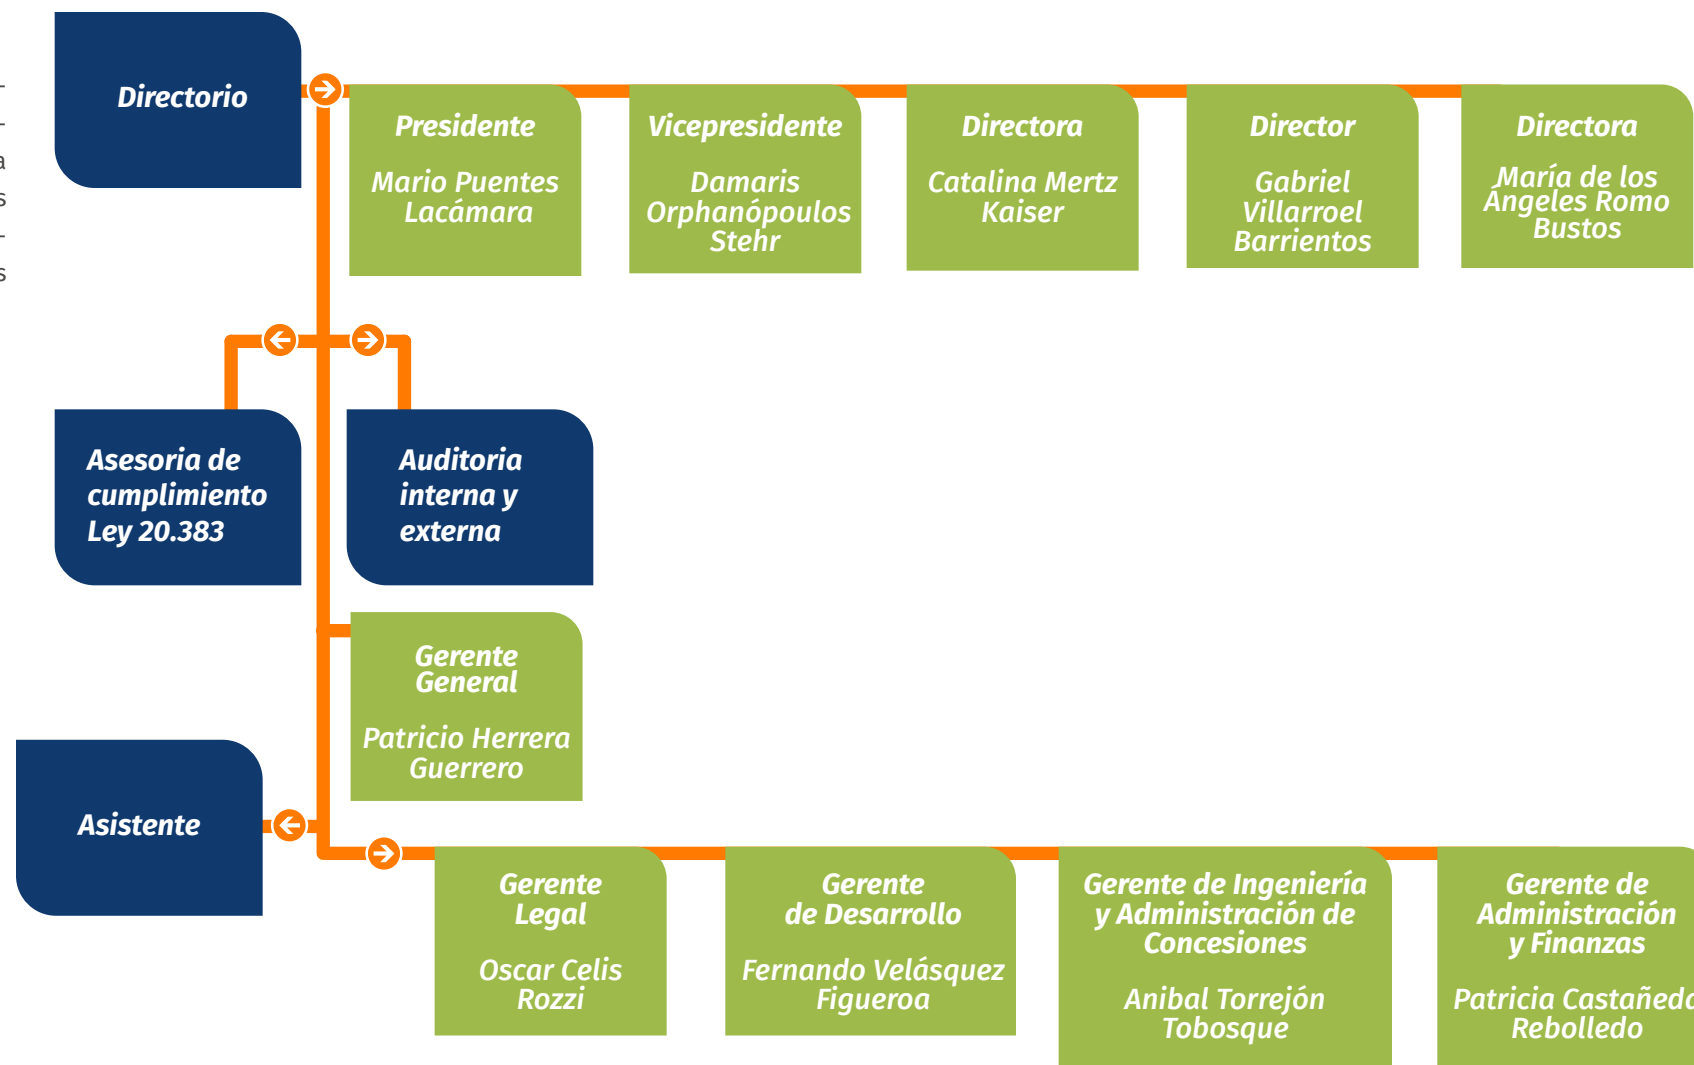 Directorio
Presidente
Mario Puentes
Lacámara
Vicepresidente
Damaris
Orphanópoulos
Stehr
Directora
Catalina Mertz
Kaiser
Director
Gabriel
Villarroel
Barrientos
Directora
María de los
Ángeles Romo
Bustos
Asesoria de
cumplimiento
Ley 20.383
Auditoria
interna y
externa
Gerente
General
Patricio Herrera
Guerrero
Asistente
Gerente
Legal
Oscar Celis
Rozzi
Gerente
de Desarrollo
Fernando Velásquez
Figueroa
Gerente de Ingeniería
y Administración de
Concesiones
Anibal Torrejón
Tobosque
Gerente de
Administración
y Finanzas
Patricia Castañeda
Rebolledo